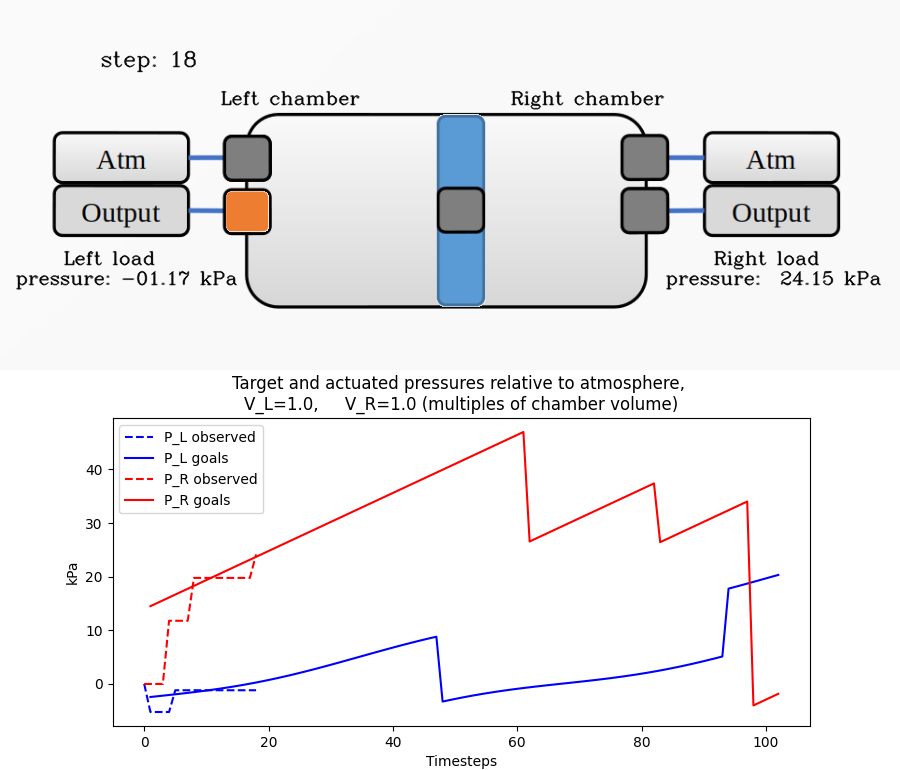 step: 18
Left chamber
Right chamber
Atm
Atm
Output
Output
Left load
pressure: -01.17 kPa
Right load
pressure: 24.15 kPa
Target and actuated pressures relative to atmosphere,
V_L=1.0, V_R=1.0 (multiples of chamber volume)
P_L observed
P_L goals
P_R observed
P_R goals
kPa
40
30
20
10
0
0 20 40 60 80 100
Timesteps